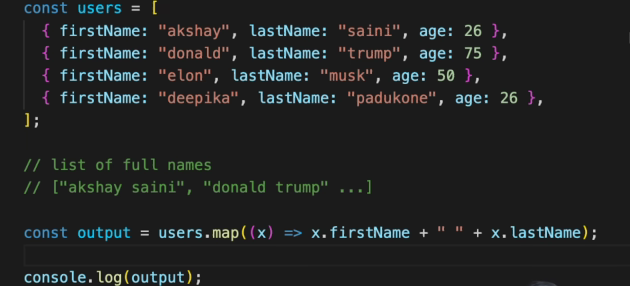 const users = [
{ firstName: "akshay", lastName: "saini", age: 26 },
{ firstName: "donald", lastName: "trump", age: 75 },
{ firstName: "elon", lastName: "musk", age: 50 },
{ firstName: "deepika", lastName: "padukone", age: 26 },
];
// list of full names
// ["akshay saini", "donald trump" ...]
const output = users.map((x) => x.firstName + " " + x.lastName);
console.log(output);